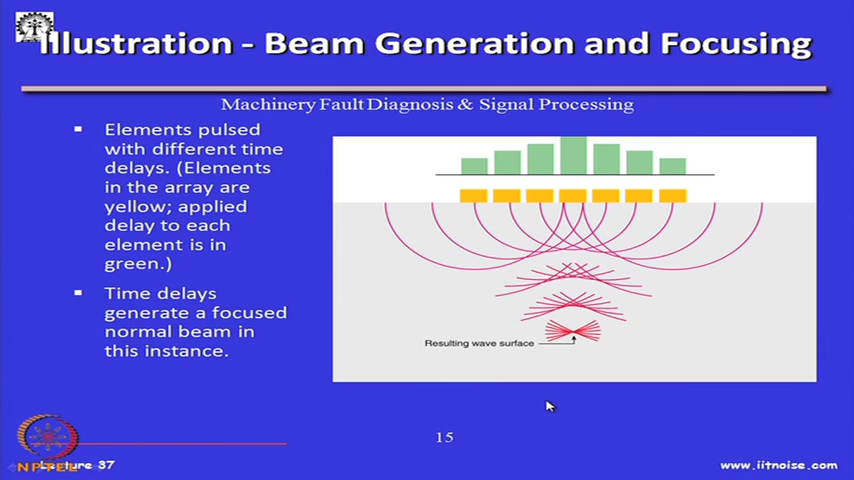 Illustration - Beam Generation and Focusing
Machinery Fault Diagnosis & Signal Processing
Elements pulsed
with different time
delays. (Elements
in the array are
yellow; applied
delay to each
element is in
green.)
Time delays
generate a focused
normal beam in
this instance.
Resulting wave surface
15
NPTEL
Lecture 37
www.iitnoise.com